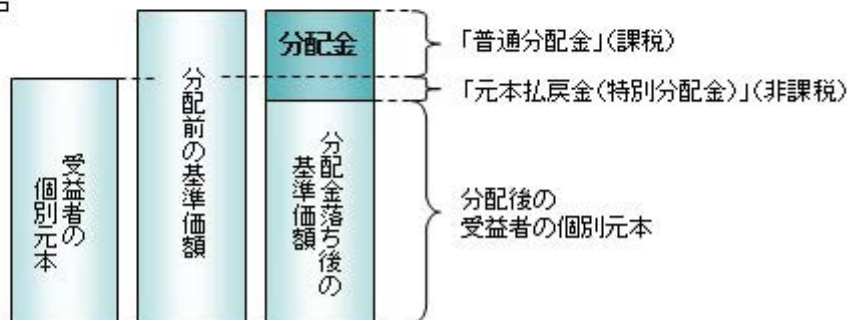 受益者の
個別元本
分配前の基準価額
分配金
分配金落ち後の
基準価額
「普通分配金」(課税)
「元本払戻金(特別分配金)」(非課税)
分配後の
受益者の個別元本